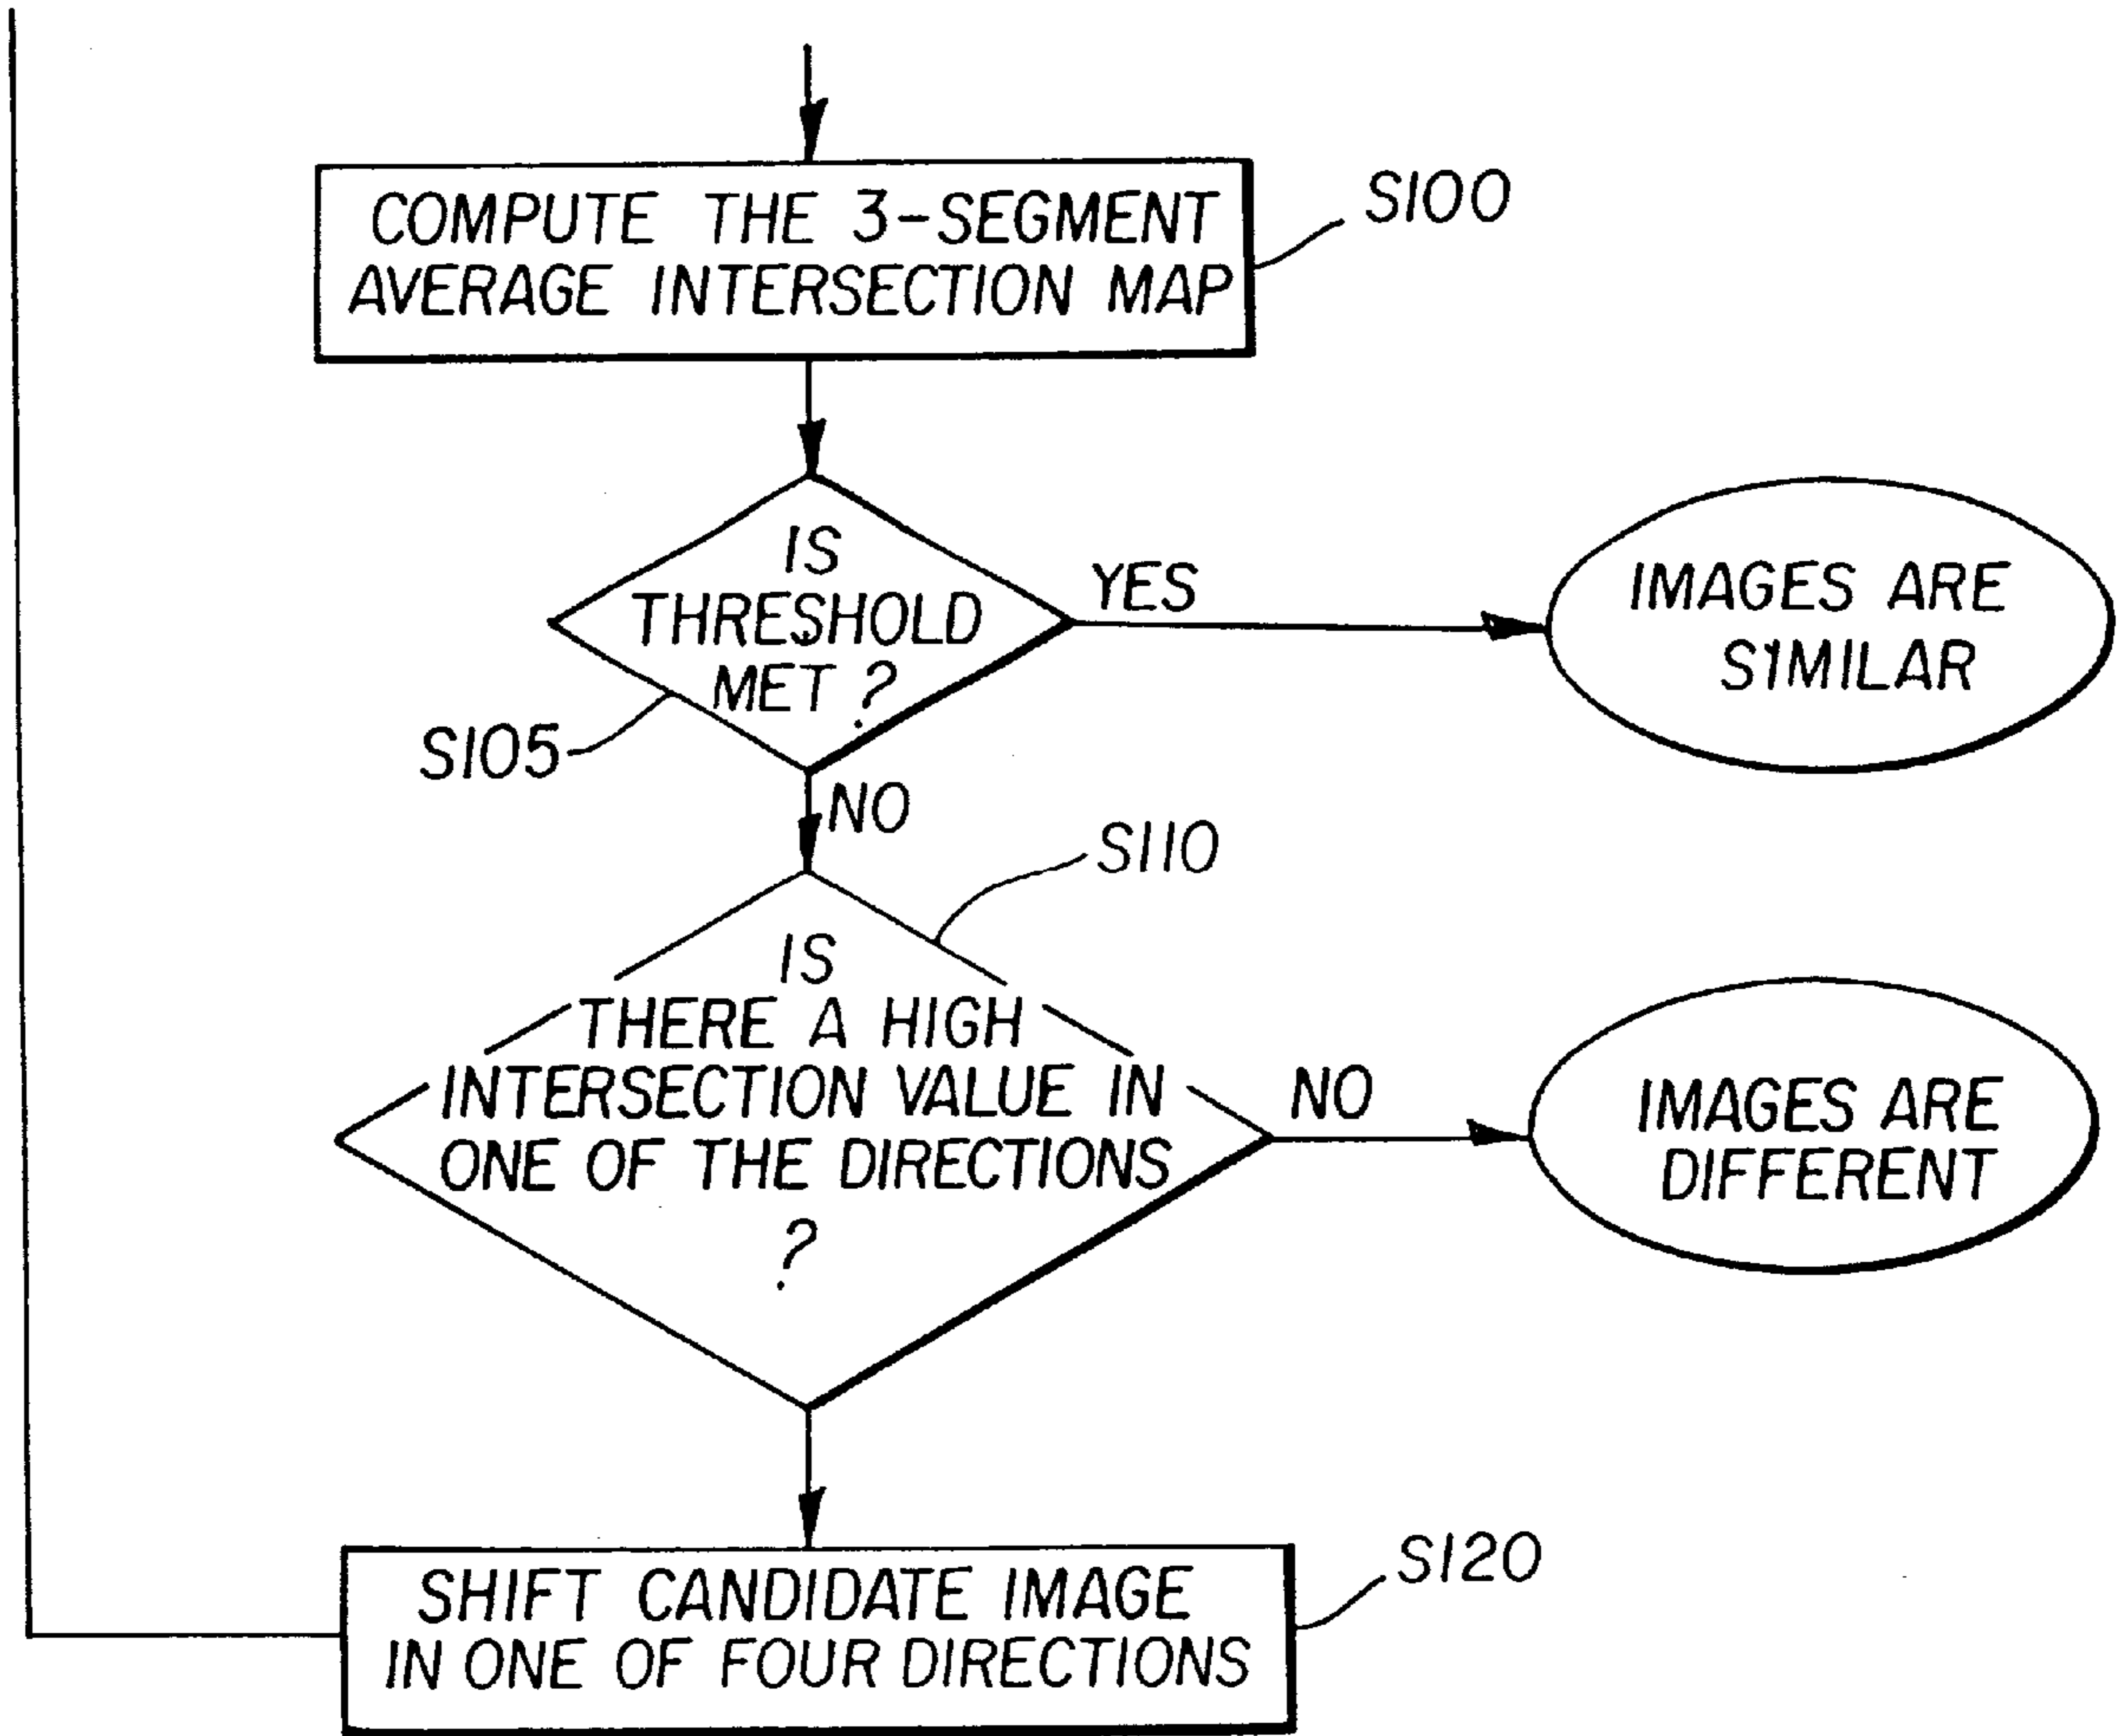 COMPUTE THE 3-SEGMENT
AVERAGE INTERSECTION MAP
S100
IS
THRESHOLD
MET ?
YES
IMAGES ARE
SIMILAR
S105
NO
S110
IS
THERE A HIGH
INTERSECTION VALUE IN
ONE OF THE DIRECTIONS
?
NO
IMAGES ARE
DIFFERENT
SHIFT CANDIDATE IMAGE
IN ONE OF FOUR DIRECTIONS
S120